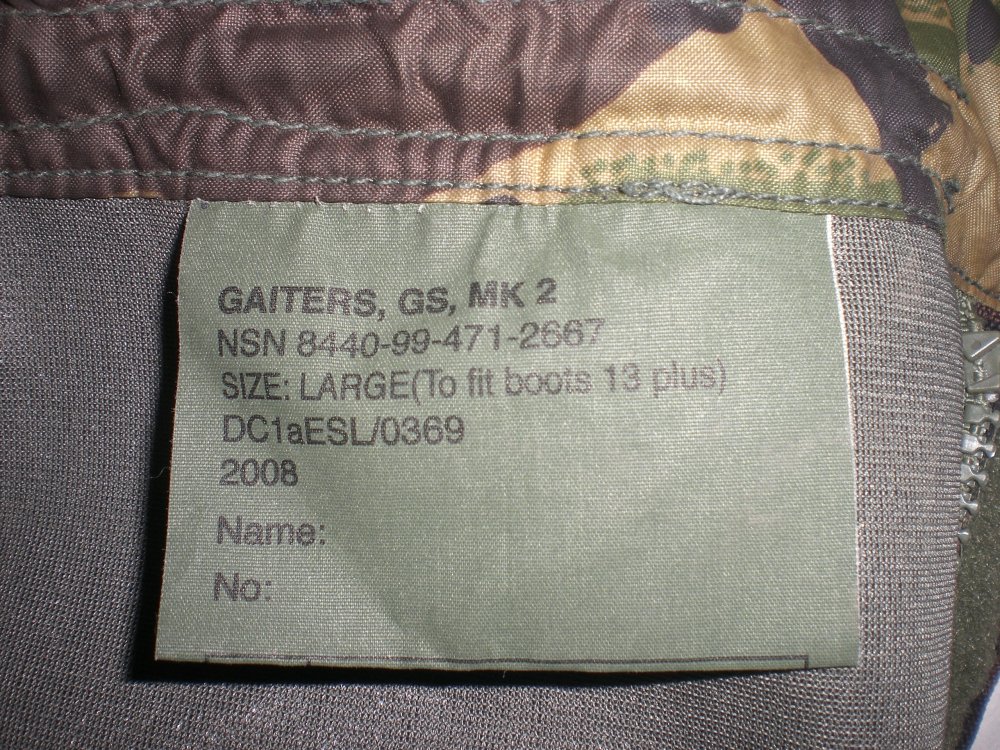 GAITERS, GS, MK 2
NSN 8440-99-471-2667
SIZE: LARGE(To fit boots 13 plus)
DC1aESL/0369
2008
Name:
No: